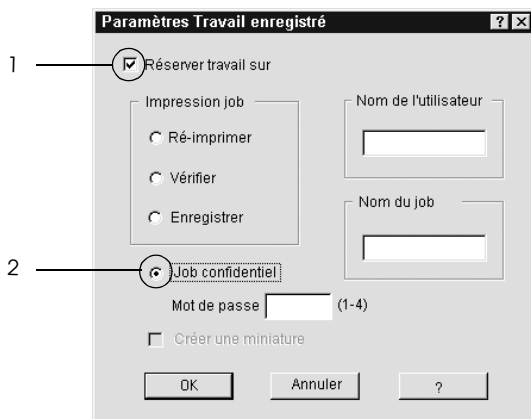 Paramètres Travail enregistré
? ×
1
Réserver travail sur
Impression job
Ré-imprimer
Vérifier
Enregistrer
Nom de l'utilisateur
Nom du job
2
Job confidentiel
Mot de passe (1-4)
Créer une miniature
OK Annuler ?